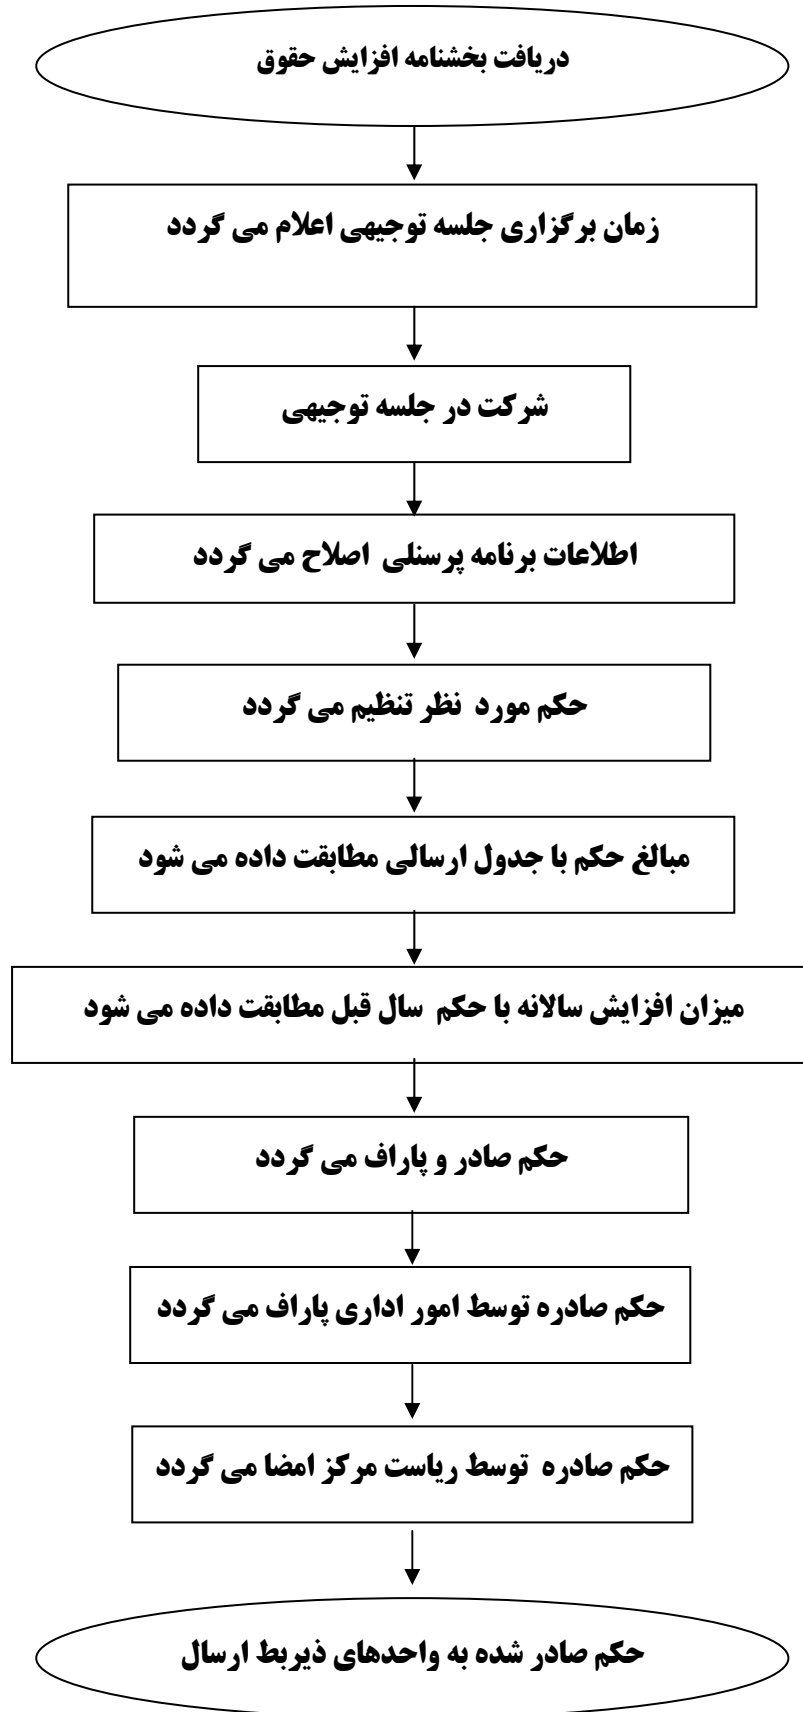 دریافت بخشنامه افزایش حقوق
زمان برگزاری جلسه توجیهی اعلام می گردد
شرکت در جلسه توجیهی
اطلاعات برنامه پرسنلی اصلاح می گردد
حکم مورد نظر تنظیم می گردد
مبالغ حکم با جدول ارسالی مطابقت داده می شود
میزان افزایش سالانه با حکم سال قبل مطابقت داده می شود
حکم صادر و پاراف می گردد
حکم صادره توسط امور اداری پاراف می گردد
حکم صادره توسط ریاست مرکز امضا می گردد
حکم صادر شده به واحدهای ذیربط ارسال